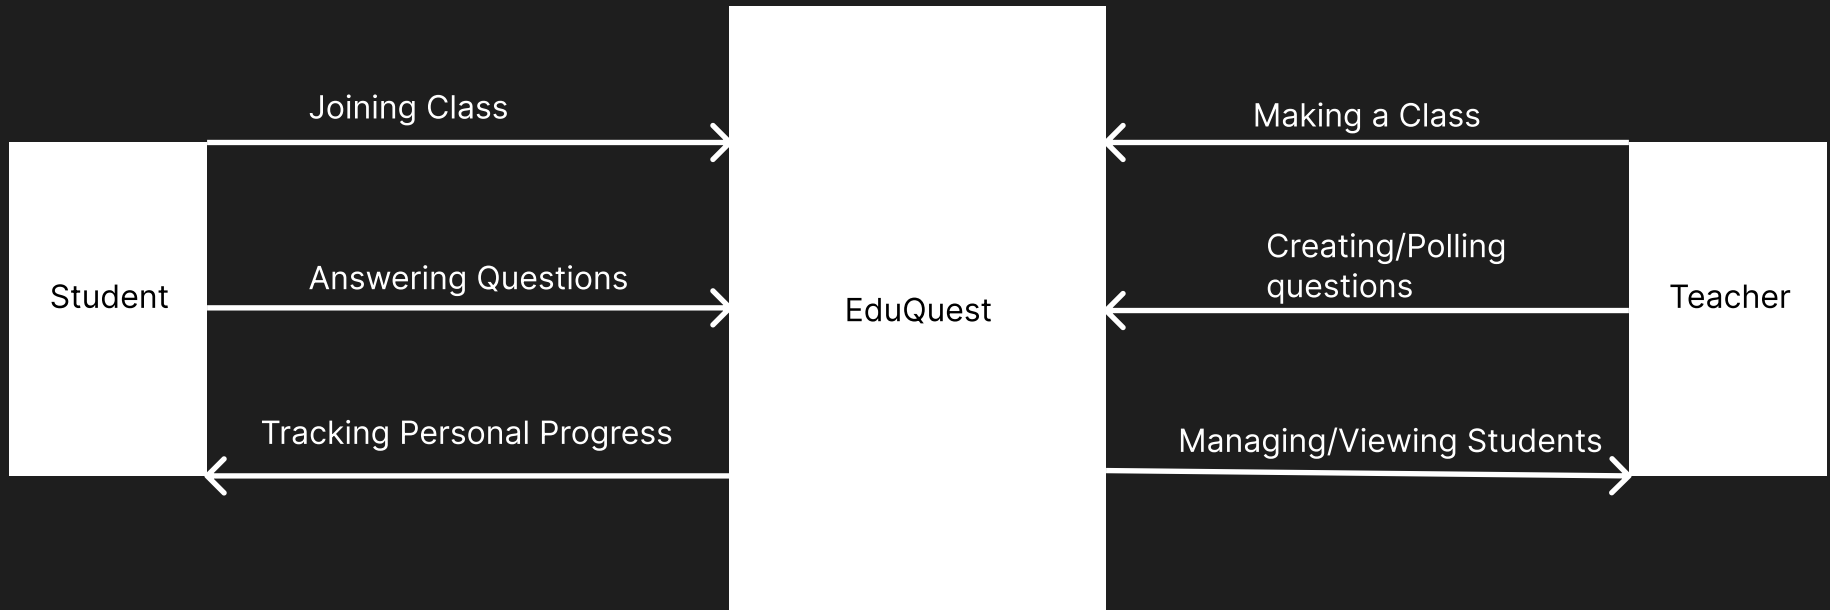 Joining Class
Making a Class
Answering Questions
Creating/Polling
questions
Student
EduQuest
Teacher
Tracking Personal Progress
Managing/Viewing Students